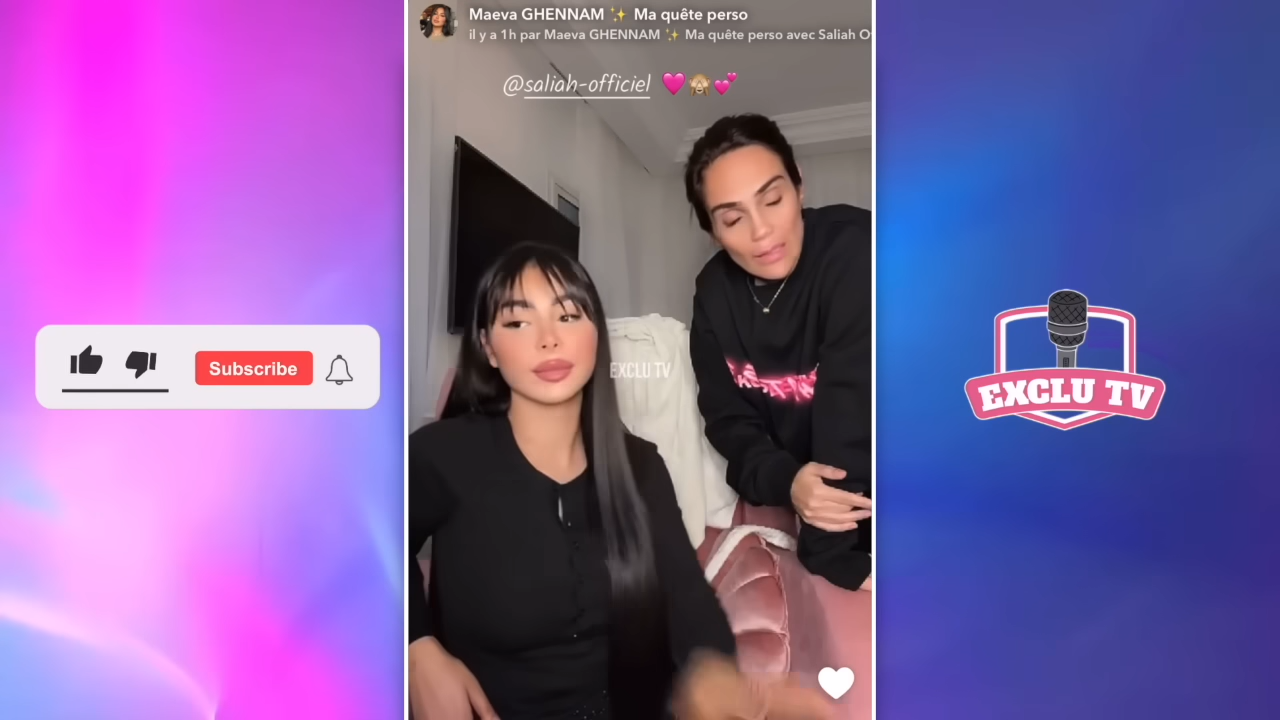 Maeva GHENNAM ✨ Ma quête perso
il y a 1h par Maeva GHENNAM ✨ Ma quête perso avec Saliah O
@saliah-officiel 🩷🙈💕
Subscribe
EXCLU TV
EXCLU TV